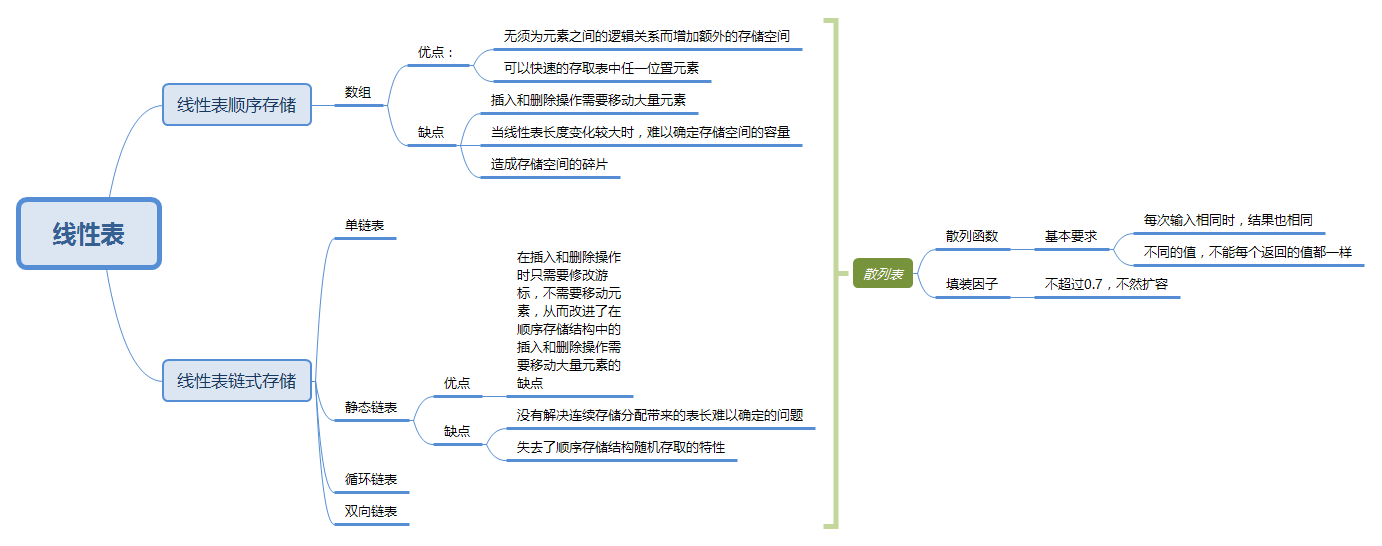 线性表
线性表顺序存储
数组
优点：
无须为元素之间的逻辑关系而增加额外的存储空间
可以快速的存取表中任一位置元素
缺点
插入和删除操作需要移动大量元素
当线性表长度变化较大时，难以确定存储空间的容量
造成存储空间的碎片
线性表链式存储
单链表
静态链表
优点
在插入和删除操作
时只需要修改游
标，不需要移动元
素，从而改进了在
顺序存储结构中的
插入和删除操作需
要移动大量元素的
缺点
缺点
没有解决连续存储分配带来的表长难以确定的问题
失去了顺序存储结构随机存取的特性
循环链表
双向链表
散列表
散列函数
基本要求
每次输入相同时，结果也相同
不同的值，不能每个返回的值都一样
填装因子
不超过0.7，不然扩容